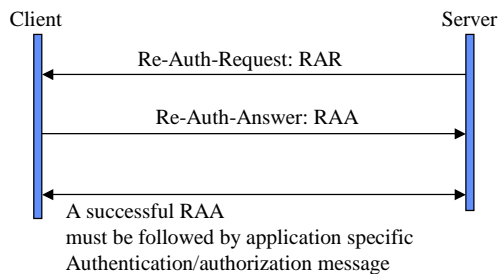 Client
Server
Re-Auth-Request: RAR
Re-Auth-Answer: RAA
A successful RAA
must be followed by application specific
Authentication/authorization message